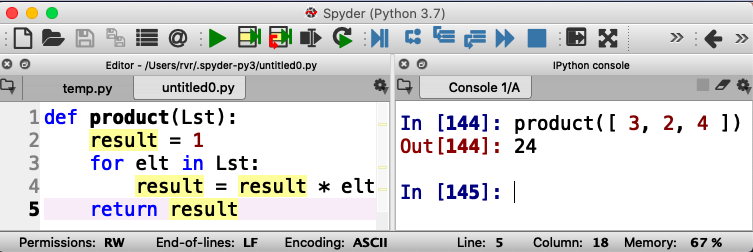 Spyder (Python 3.7)
Editor - /Users/rvr/.spyder-py3/untitled0.py
temp.py untitled0.py
1 def product(Lst):
2     result = 1
3     for elt in Lst:
4         result = result * elt
5     return result
IPython console
Console 1/A
In [144]: product([ 3, 2, 4 ])
Out[144]: 24
In [145]:
Permissions: RW End-of-lines: LF Encoding: ASCII Line: 5 Column: 18 Memory: 67 %